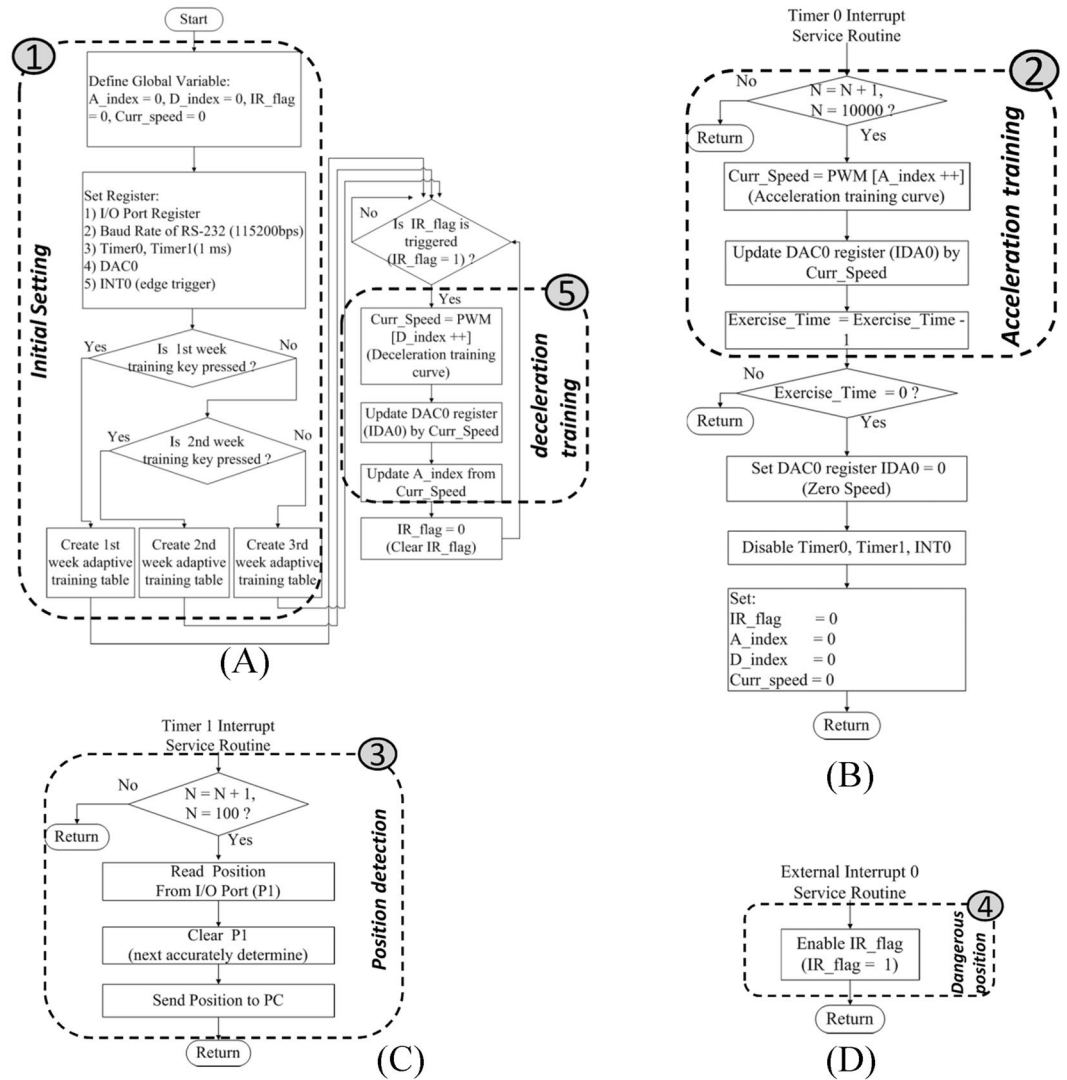 Start
1
Define Global Variable:
A_index = 0, D_index = 0, IR_flag
= 0, Curr_speed = 0
Set Register:
1) I/O Port Register
2) Baud Rate of RS-232 (115200bps)
3) Timer0, Timer1(1 ms)
4) DAC0
5) INT0 (edge trigger)
Initial Setting
Yes
Is 1st week
training key pressed ?
No
Yes
Is 2nd week
training key pressed ?
No
Create 1st
week adaptive
training table
Create 2nd
week adaptive
training table
Create 3rd
week adaptive
training table
No
Is IR_flag is
triggered
(IR_flag = 1) ?
Yes
5
Curr_Speed = PWM
[D_index ++]
(Deceleration training
curve)
Update DAC0 register
(IDA0) by Curr_Speed
Update A_index from
Curr_Speed
deceleration
training
IR_flag = 0
(Clear IR_flag)
(A)
Timer 0 Interrupt
Service Routine
2
No
N = N + 1,
N = 10000 ?
Return
Yes
Curr_Speed = PWM [A_index ++]
(Acceleration training curve)
Update DAC0 register (IDA0) by
Curr_Speed
Exercise_Time = Exercise_Time -
1
Acceleration training
No
Exercise_Time = 0 ?
Return
Yes
Set DAC0 register IDA0 = 0
(Zero Speed)
Disable Timer0, Timer1, INT0
Set:
IR_flag = 0
A_index = 0
D_index = 0
Curr_speed = 0
Return
(B)
Timer 1 Interrupt
Service Routine
3
No
N = N + 1,
N = 100 ?
Return
Yes
Read Position
From I/O Port (P1)
Clear P1
(next accurately determine)
Send Position to PC
Position detection
Return
(C)
External Interrupt 0
Service Routine
4
Enable IR_flag
(IR_flag = 1)
Dangerous
position
Return
(D)